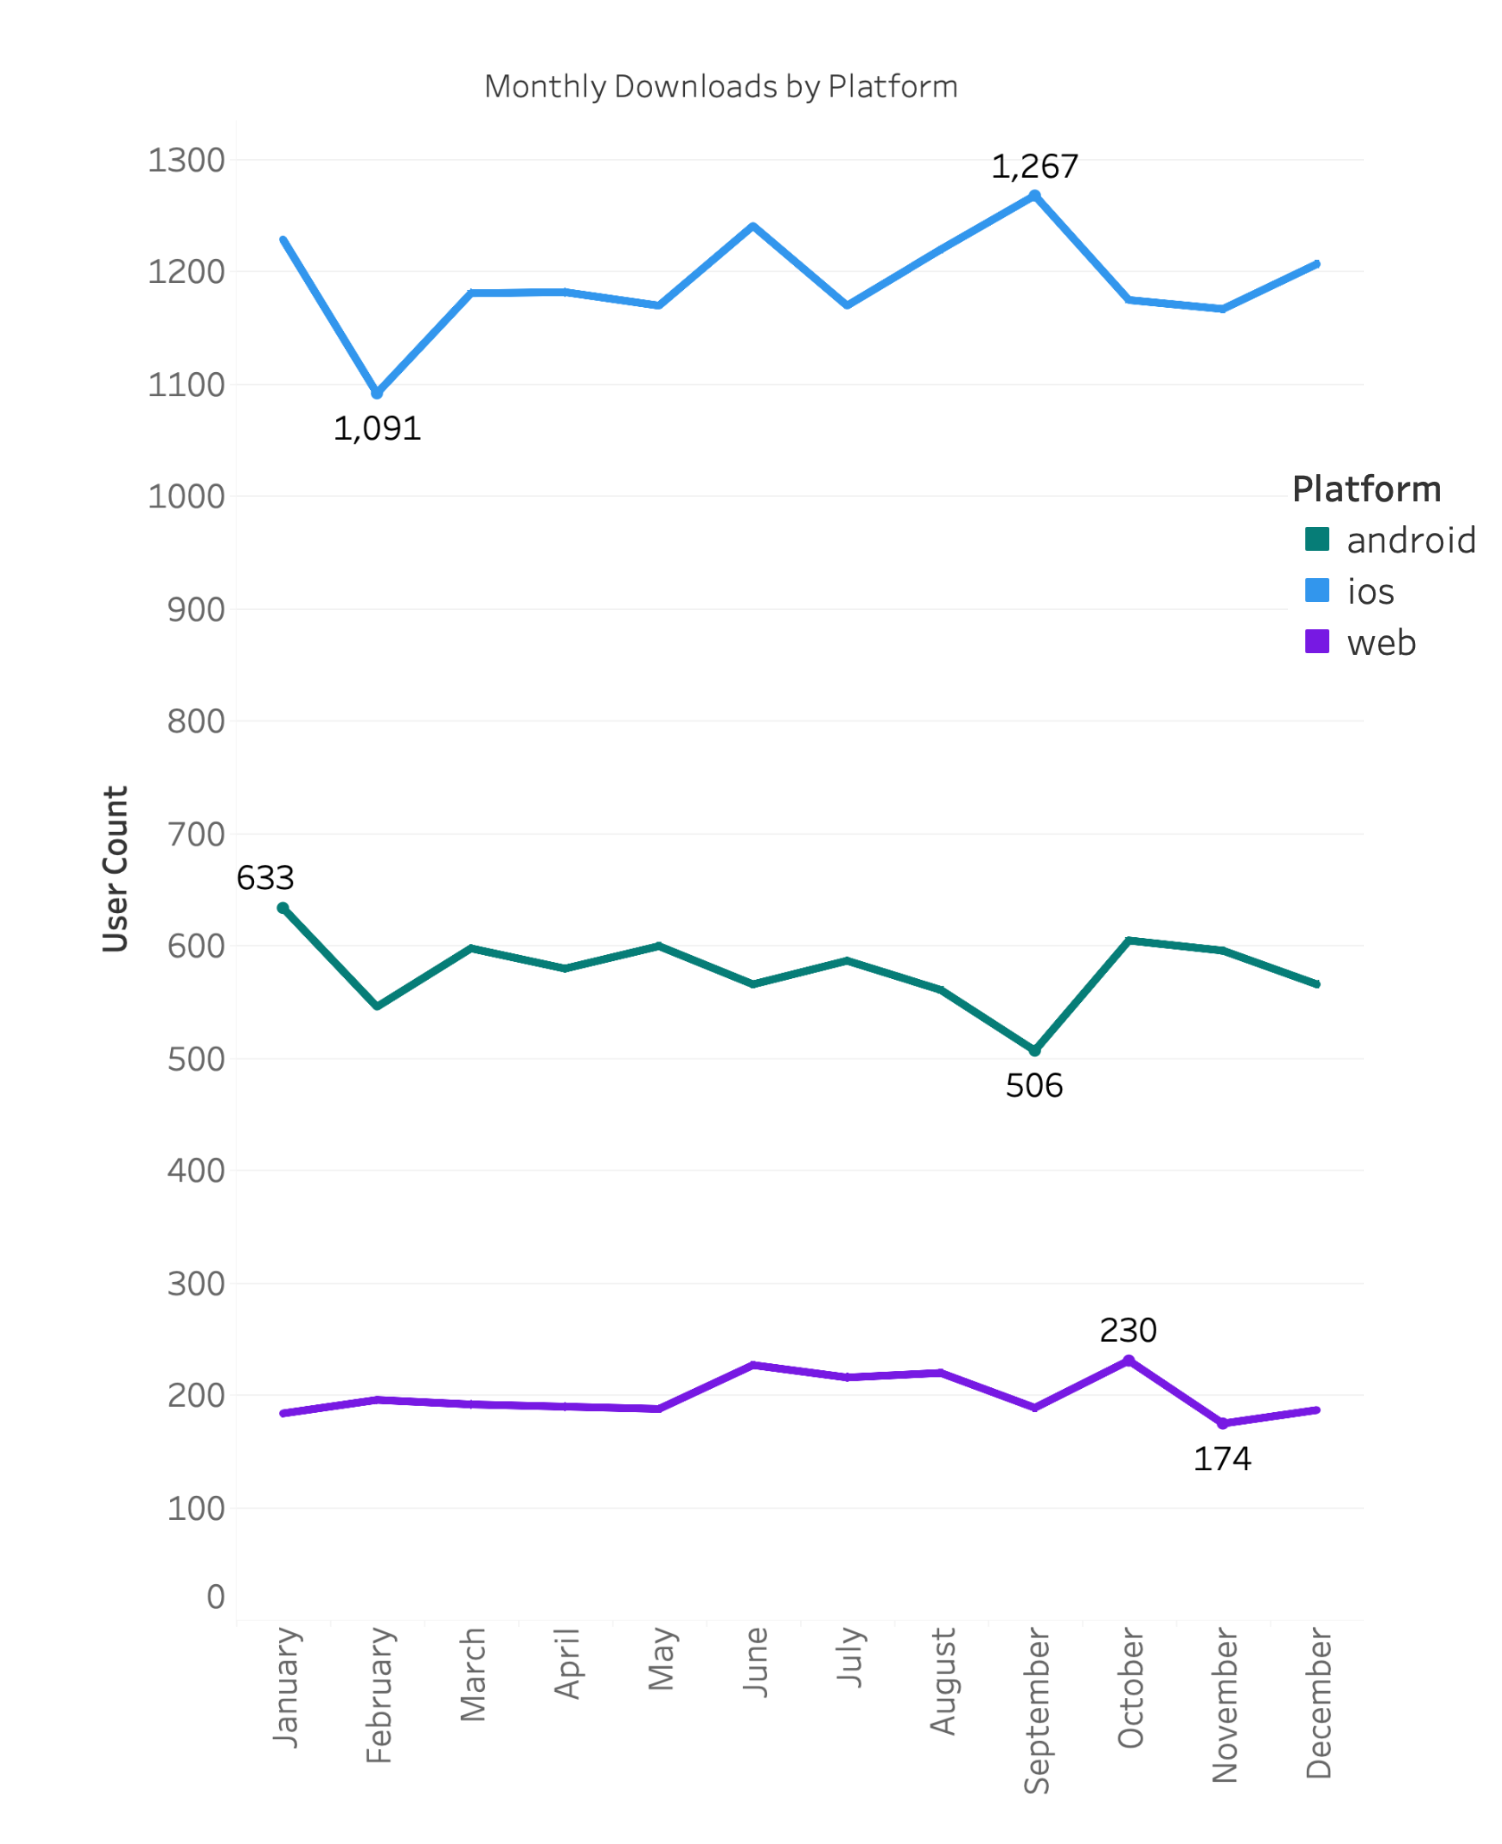 Monthly Downloads by Platform
1300
1,267
1200
1100
1,091
1000
Platform
android
900
ios
web
800
User Count
700
633
600
500
506
400
300
230
200
174
100
0
January
February
March
April
May
June
July
August
September
October
November
December